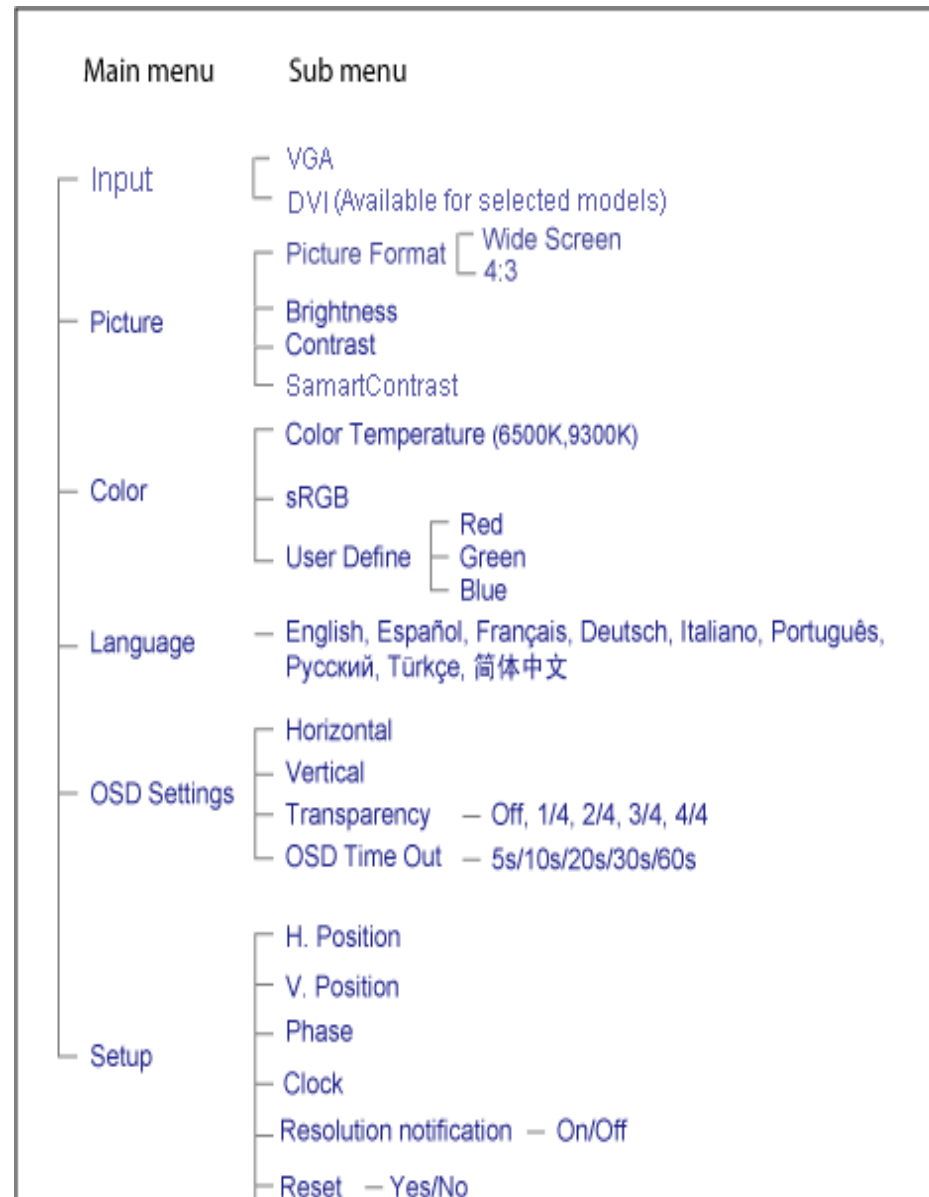 Main menu Sub menu
Input
VGA
DVI (Available for selected models)
Picture
Picture Format
Wide Screen
4:3
Brightness
Contrast
SamartContrast
Color
Color Temperature (6500K,9300K)
sRGB
User Define
Red
Green
Blue
Language
English, Español, Français, Deutsch, Italiano, Português,
Русский, Türkçe, 简体中文
OSD Settings
Horizontal
Vertical
Transparency — Off, 1/4, 2/4, 3/4, 4/4
OSD Time Out — 5s/10s/20s/30s/60s
Setup
H. Position
V. Position
Phase
Clock
Resolution notification — On/Off
Reset — Yes/No